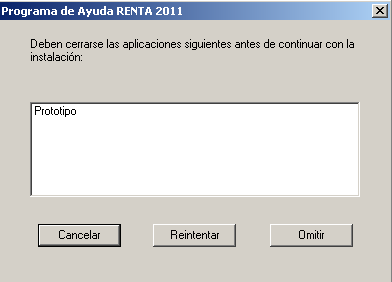 Programa de Ayuda RENTA 2011
Deben cerrarse las aplicaciones siguientes antes de continuar con la
instalación:
Prototipo
Cancelar
Reintentar
Omitir